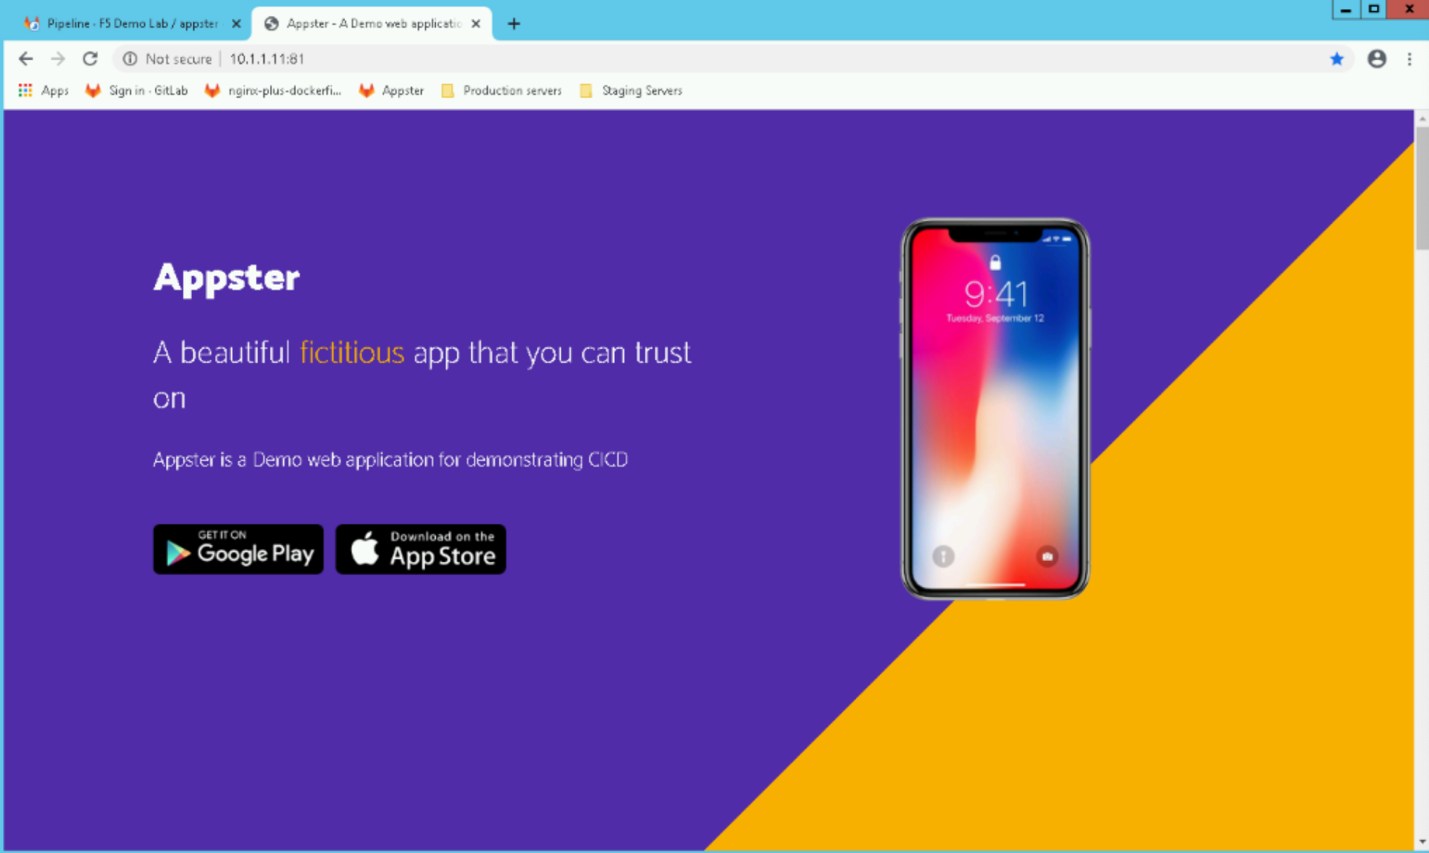 Pipeline · F5 Demo Lab / appster
Appster - A Demo web applicatio
Not secure | 10.1.1.11:81
Apps
Sign in · GitLab
nginx-plus-dockerfi...
Appster
Production servers
Staging Servers
Appster
A beautiful fictitious app that you can trust
on
Appster is a Demo web application for demonstrating CICD
GET IT ON
Google Play
Download on the
App Store
9:41
Tuesday, September 12